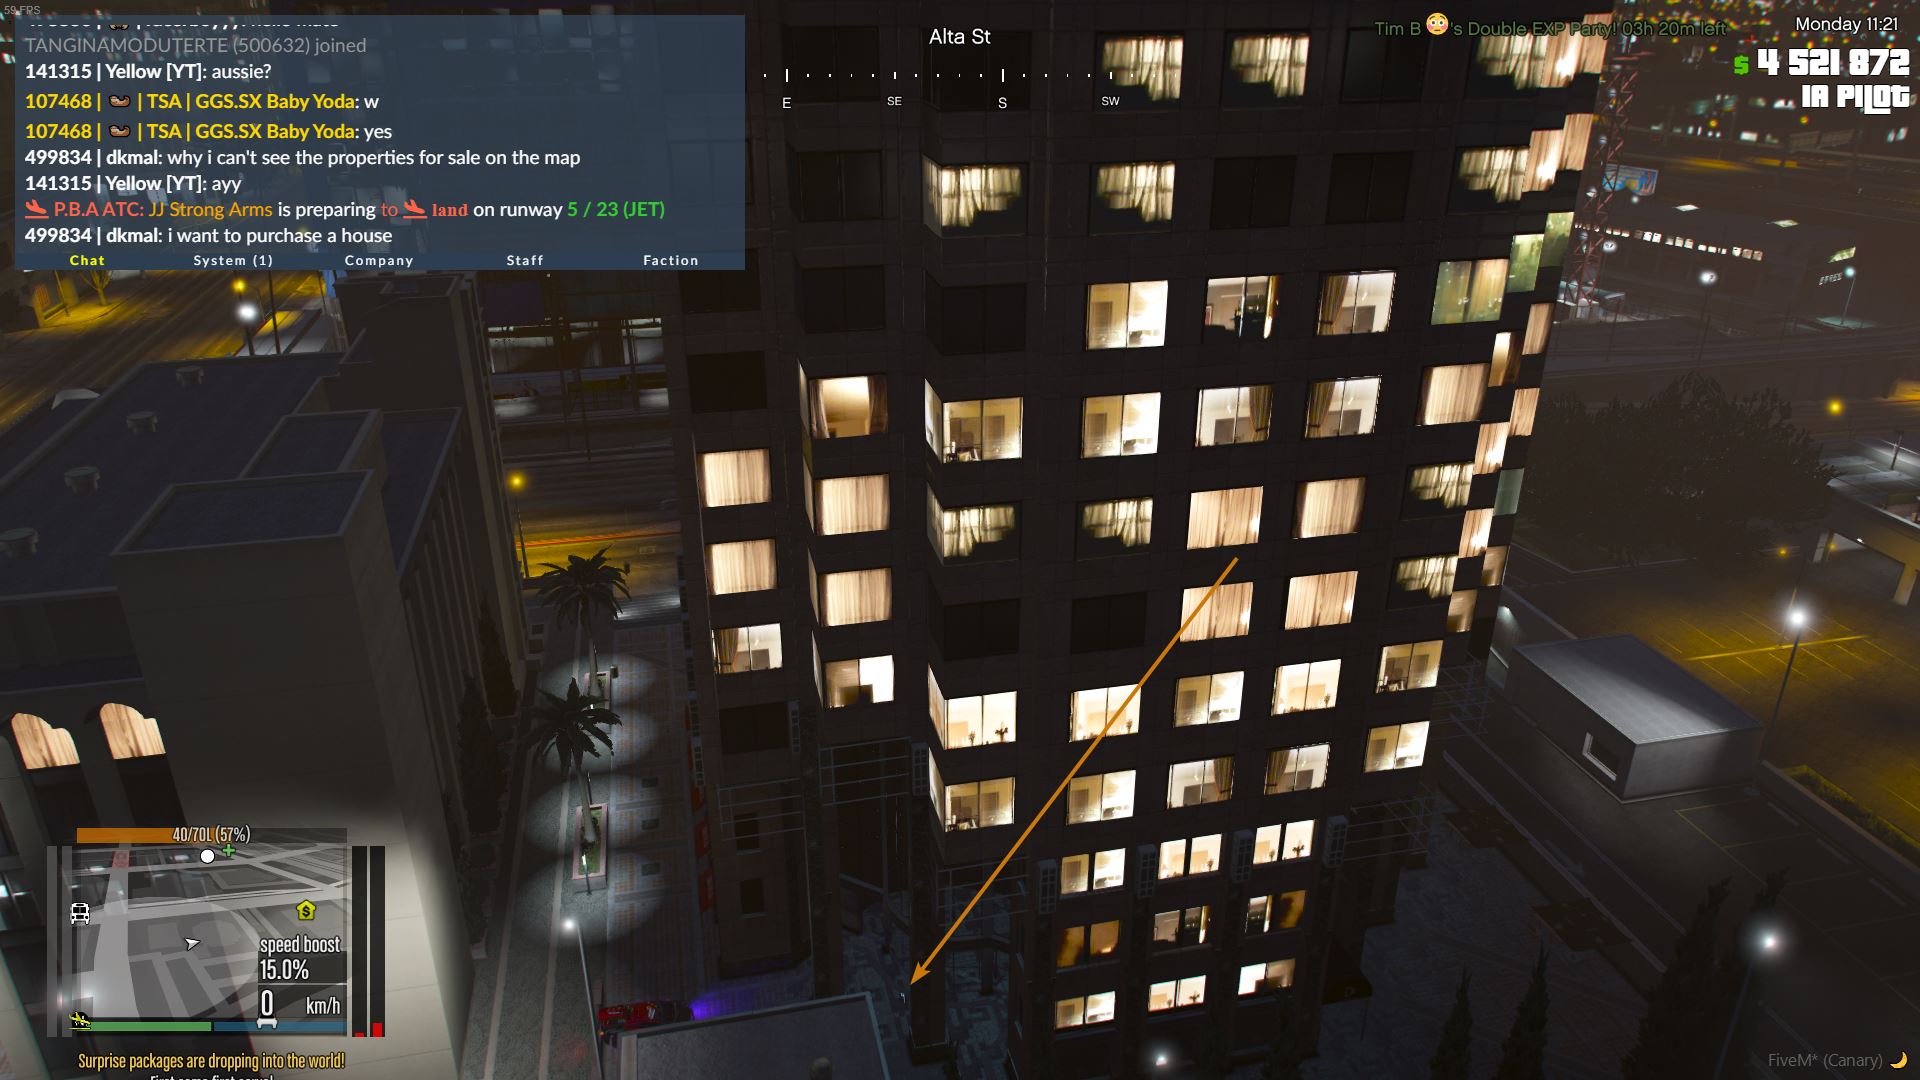 59 FPS
TANGINAMODUTERTE (500632) joined
141315 | Yellow [YT]: aussie?
107468 | 🌭 | TSA | GGS.SX Baby Yoda: w
107468 | 🌭 | TSA | GGS.SX Baby Yoda: yes
499834 | dkmal: why i can't see the properties for sale on the map
141315 | Yellow [YT]: ayy
P.B.A ATC: JJ Strong Arms is preparing to land on runway 5 / 23 (JET)
499834 | dkmal: i want to purchase a house
Chat System (1) Company Staff Faction
Alta St
E SE S SW
Tim B 😳's Double EXP Party! 03h 20m left
Monday 11:21
$ 4 521 872
IA PILOT
40/70L (57%)
speed boost
15.0%
0 km/h
Surprise packages are dropping into the world!
First come first serve!
FiveM* (Canary) 🌙